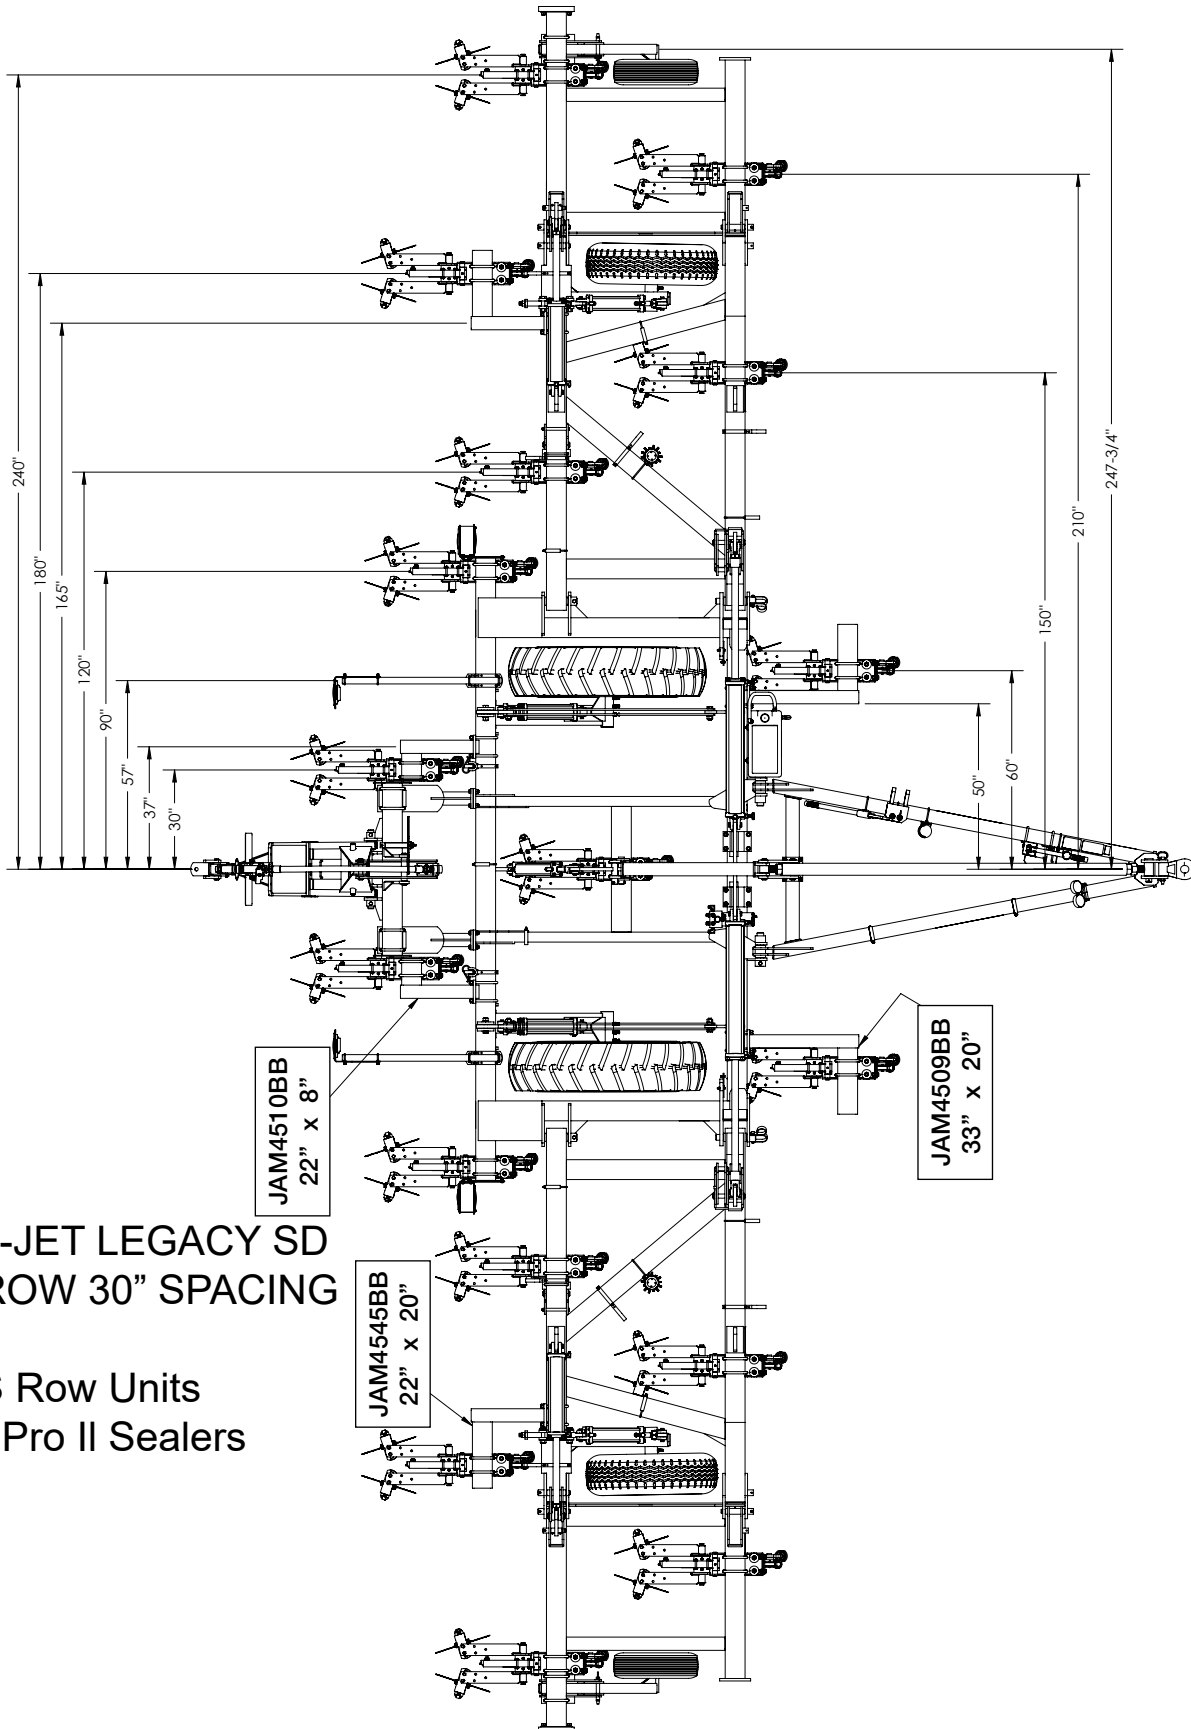 240"
180"
165"
120"
90"
57"
37"
30"
247-3/4"
210"
150"
60"
50"
JAM4510BB
22” x 8”
JAM4509BB
33” x 20”
JAM4545BB
22” x 20”
-JET LEGACY SD
ROW 30” SPACING
Row Units
Pro II Sealers